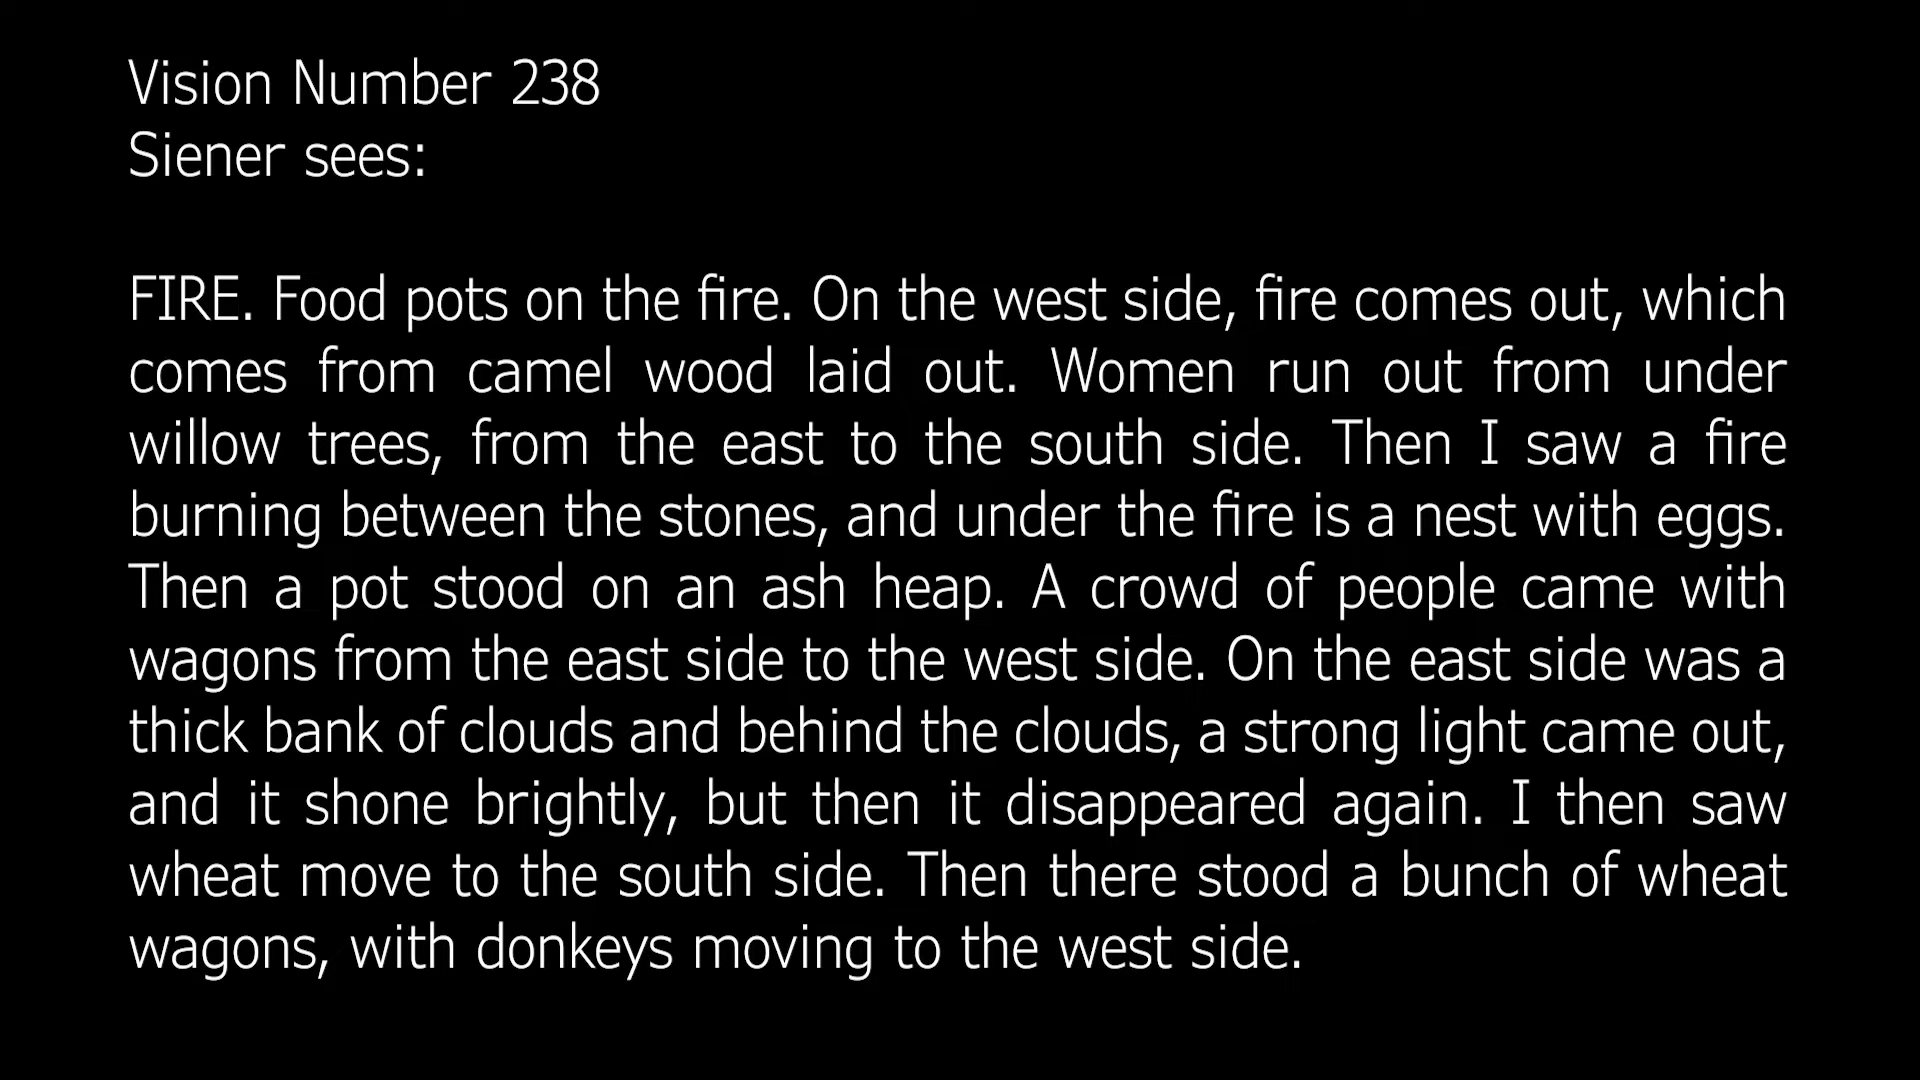 Vision Number 238
Siener sees:
FIRE. Food pots on the fire. On the west side, fire comes out, which
comes from camel wood laid out. Women run out from under
willow trees, from the east to the south side. Then I saw a fire
burning between the stones, and under the fire is a nest with eggs.
Then a pot stood on an ash heap. A crowd of people came with
wagons from the east side to the west side. On the east side was a
thick bank of clouds and behind the clouds, a strong light came out,
and it shone brightly, but then it disappeared again. I then saw
wheat move to the south side. Then there stood a bunch of wheat
wagons, with donkeys moving to the west side.